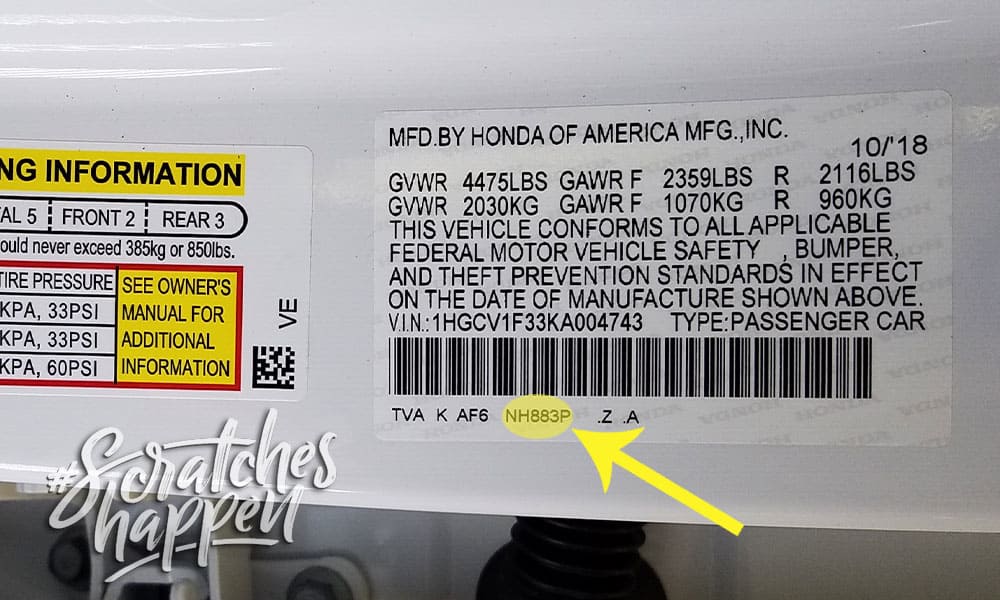 NG INFORMATION
AL 5 FRONT 2 REAR 3
ould never exceed 385kg or 850lbs.
TIRE PRESSURE
KPA, 33PSI
KPA, 33PSI
KPA, 60PSI
SEE OWNER'S
MANUAL FOR
ADDITIONAL
INFORMATION
VE
MFD.BY HONDA OF AMERICA MFG.,INC.
10/'18
GVWR 4475LBS GAWR F 2359LBS R 2116LBS
GVWR 2030KG GAWR F 1070KG R 960KG
THIS VEHICLE CONFORMS TO ALL APPLICABLE
FEDERAL MOTOR VEHICLE SAFETY , BUMPER,
AND THEFT PREVENTION STANDARDS IN EFFECT
ON THE DATE OF MANUFACTURE SHOWN ABOVE.
V.I.N.:1HGCV1F33KA004743 TYPE:PASSENGER CAR
TVA K AF6 NH883P .Z .A
#Scratches
happen